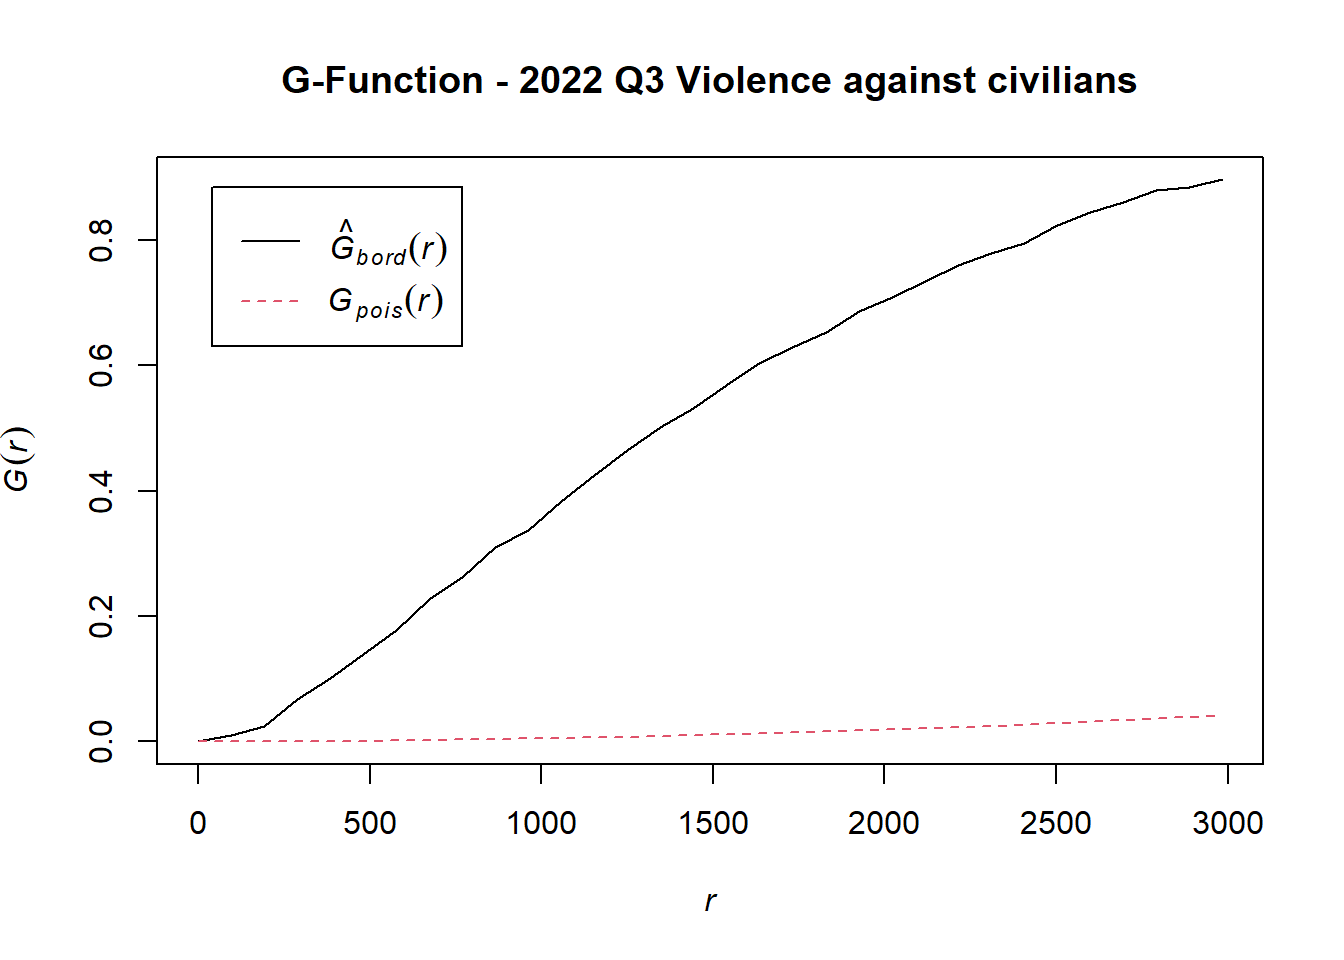 G-Function - 2022 Q3 Violence against civilians
Ĝbord(r)
Gpois(r)
G(r)
0.8
0.6
0.4
0.2
0.0
0 500 1000 1500 2000 2500 3000
r